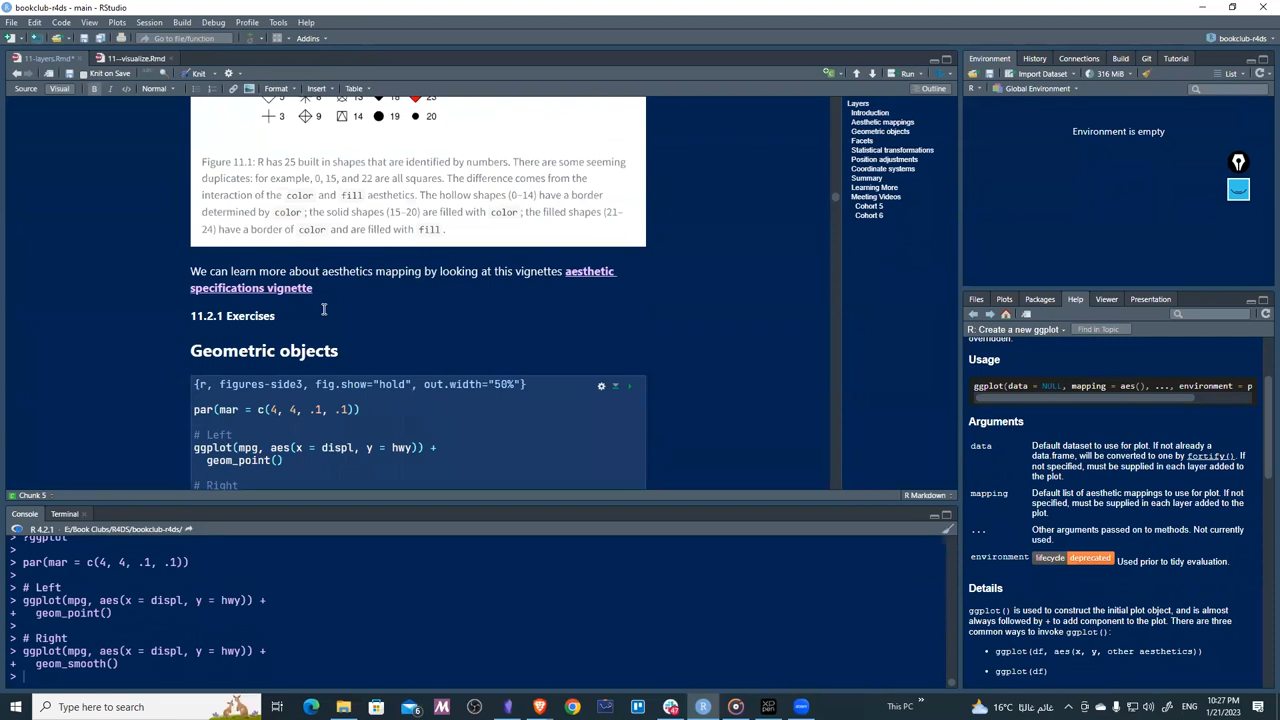 bookclub-r4ds - main - RStudio
File Edit Code View Plots Session Build Debug Profile Tools Help
Go to file/function Addins bookclub-r4ds
11-layers.Rmd* 11--visualize.Rmd
Knit on Save Knit Run
Source Visual B I Normal Format Insert Table Outline
3 9 14 19 20
Figure 11.1: R has 25 built in shapes that are identified by numbers. There are some seeming
duplicates: for example, 0, 15, and 22 are all squares. The difference comes from the
interaction of the color and fill aesthetics. The hollow shapes (0–14) have a border
determined by color; the solid shapes (15–20) are filled with color; the filled shapes (21–
24) have a border of color and are filled with fill.
We can learn more about aesthetics mapping by looking at this vignettes aesthetic
specifications vignette
11.2.1 Exercises
Geometric objects
{r, figures-side3, fig.show="hold", out.width="50%"}
par(mar = c(4, 4, .1, .1))
# Left
ggplot(mpg, aes(x = displ, y = hwy)) +
geom_point()
# Right
Layers
Introduction
Aesthetic mappings
Geometric objects
Facets
Statistical transformations
Position adjustments
Coordinate systems
Summary
Learning More
Meeting Videos
Cohort 5
Cohort 6
Chunk 5 R Markdown
Console Terminal
R 4.2.1 · E:/Book Clubs/R4DS/bookclub-r4ds/
> ?ggplot
>
> par(mar = c(4, 4, .1, .1))
>
> # Left
> ggplot(mpg, aes(x = displ, y = hwy)) +
+ geom_point()
>
> # Right
> ggplot(mpg, aes(x = displ, y = hwy)) +
+ geom_smooth()
>
Environment History Connections Build Git Tutorial
Import Dataset 316 MiB List
R Global Environment
Environment is empty
Files Plots Packages Help Viewer Presentation
R: Create a new ggplot Find in Topic
overridden.
Usage
ggplot(data = NULL, mapping = aes(), ..., environment = p
Arguments
data Default dataset to use for plot. If not already a
data.frame, will be converted to one by fortify(). If
not specified, must be supplied in each layer added to
the plot.
mapping Default list of aesthetic mappings to use for plot. If not
specified, must be supplied in each layer added to the
plot.
... Other arguments passed on to methods. Not currently
used.
environment lifecycle deprecated Used prior to tidy evaluation.
Details
ggplot() is used to construct the initial plot object, and is almost
always followed by + to add component to the plot. There are three
common ways to invoke ggplot():
• ggplot(df, aes(x, y, other aesthetics))
• ggplot(df)
Type here to search
This PC
16°C غائم غالبًا
10:27 PM
1/21/2023